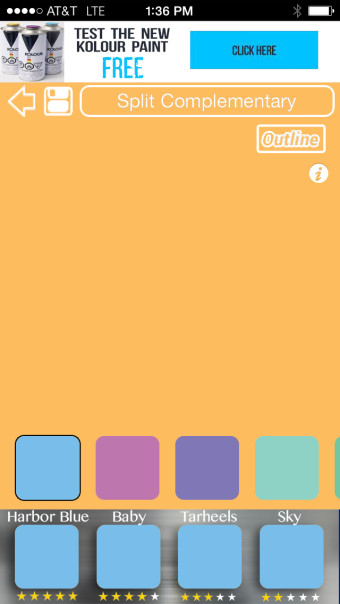 AT&T LTE 1:36 PM
TEST THE NEW
KOLOUR PAINT
FREE
CLICK HERE
Split Complementary
Outline
i
Harbor Blue Baby Tarheels Sky